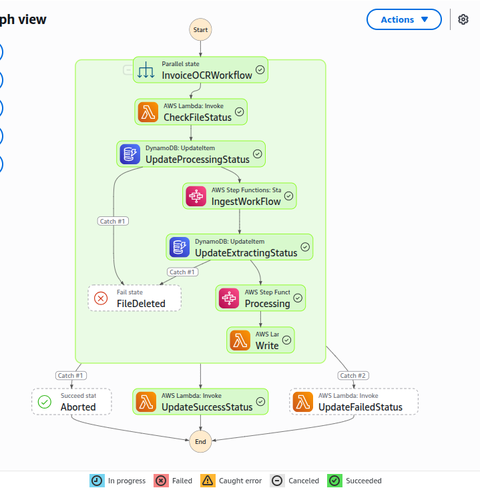 ph view
Actions
Start
Parallel state
InvoiceOCRWorkflow
AWS Lambda: Invoke
CheckFileStatus
DynamoDB: UpdateItem
UpdateProcessingStatus
AWS Step Functions: Sta
IngestWorkFlow
Catch #1
DynamoDB: UpdateItem
UpdateExtractingStatus
Catch #1
Fail state
FileDeleted
AWS Step Funct
Processing
AWS Lar
Write
Catch #1
Catch #2
Succeed stat
Aborted
AWS Lambda: Invoke
UpdateSuccessStatus
AWS Lambda: Invoke
UpdateFailedStatus
End
In progress
Failed
Caught error
Canceled
Succeeded